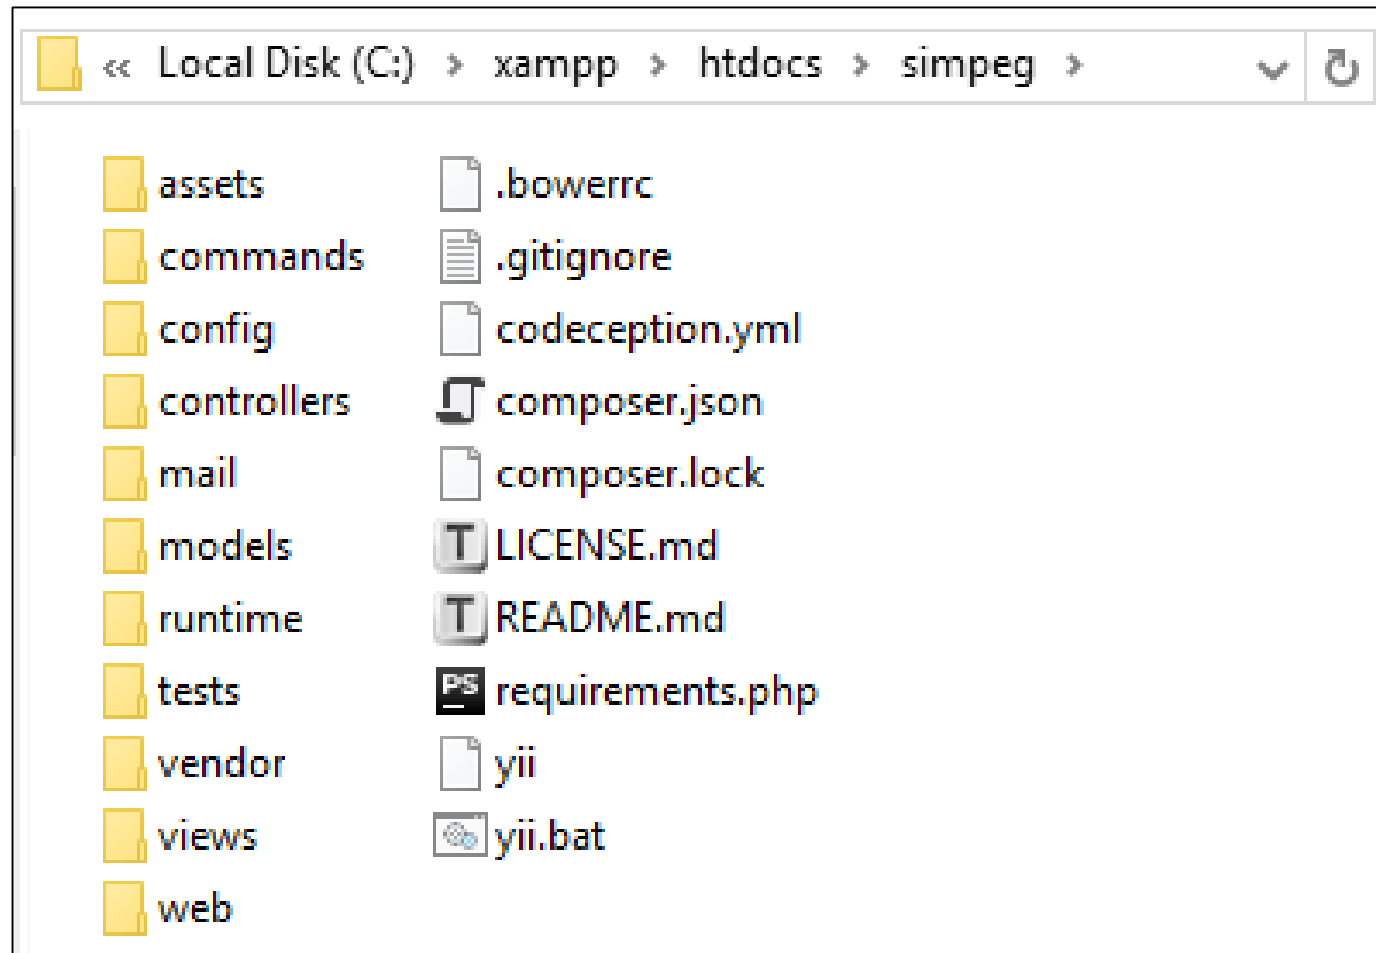 « Local Disk (C:) > xampp > htdocs > simpeg >
assets
commands
config
controllers
mail
models
runtime
tests
vendor
views
web
.bowerrc
.gitignore
codeception.yml
composer.json
composer.lock
LICENSE.md
README.md
requirements.php
yii
yii.bat